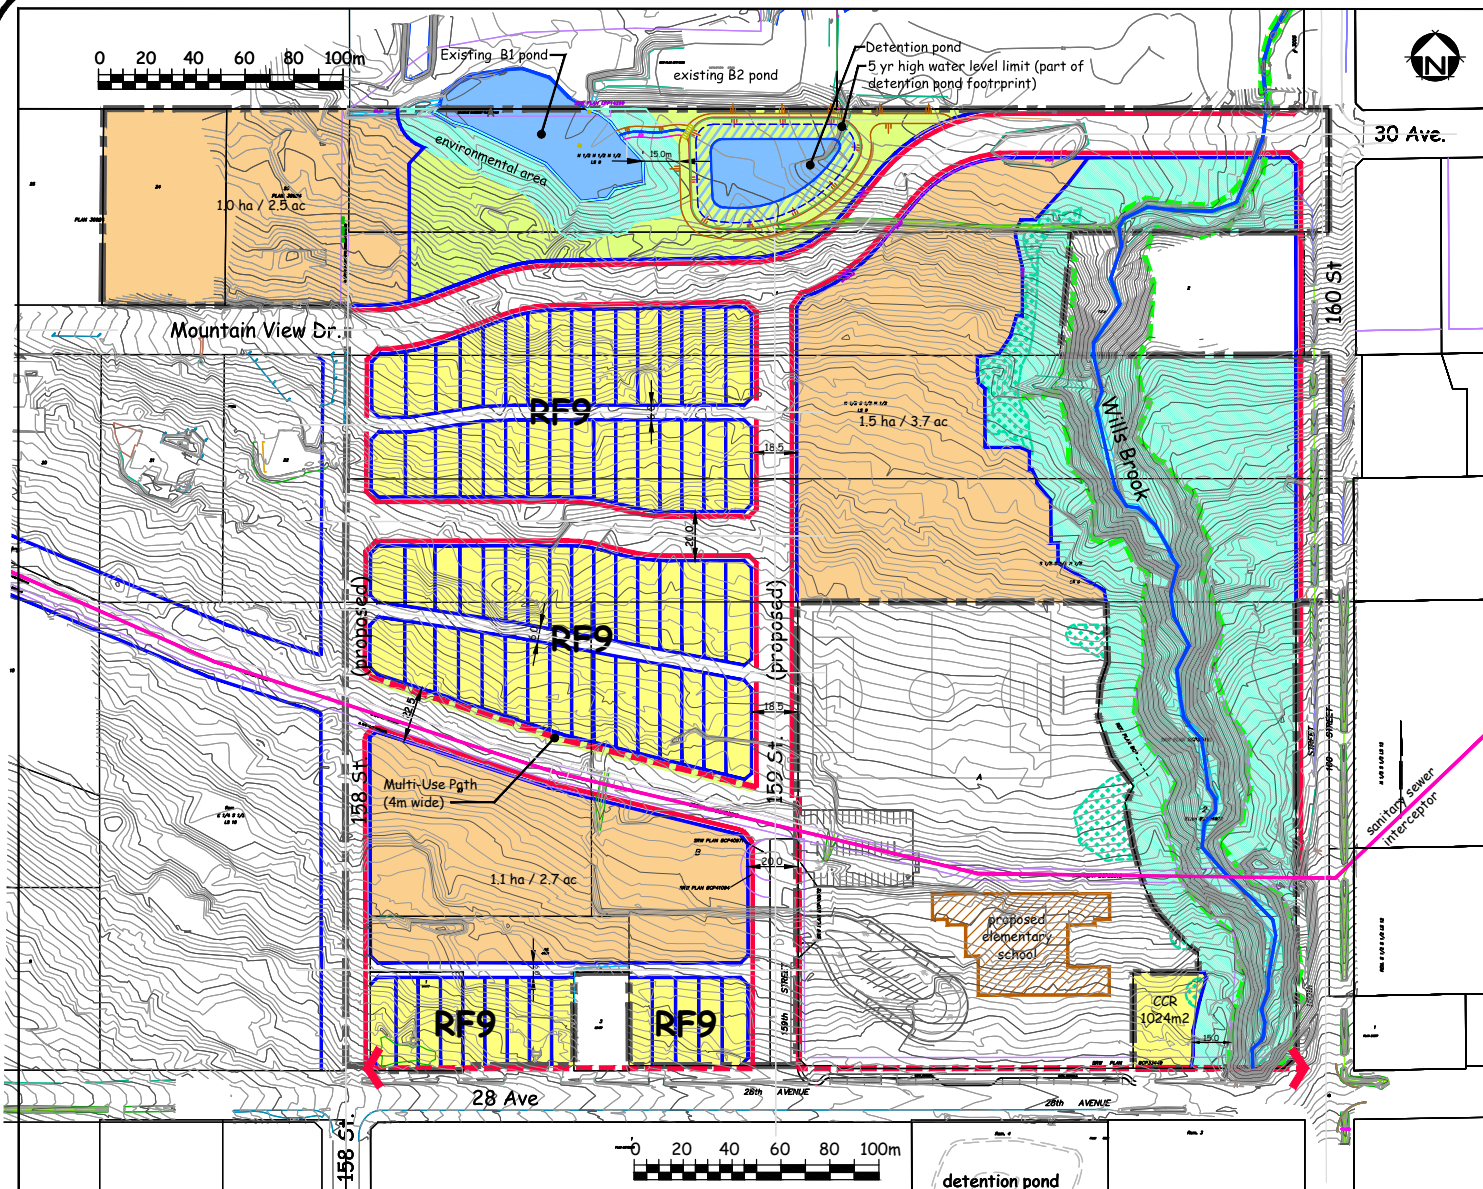 0 20 40 60 80 100m
Existing B1 pond
existing B2 pond
Detention pond
5 yr high water level limit (part of
detention pond footrprint)
N
30 Ave.
environmental area
15.0m
1.0 ha / 2.5 ac
Mountain View Dr.
160 St
RF9
1.5 ha / 3.7 ac
18.5
Wills Brook
20.0
(proposed)
(proposed)
RF9
22.5
18.5
158 St.
159 St.
Multi-Use Path
(4m wide)
A
STREET
STREET
sanitary sewer
interceptor
B
20.0
1.1 ha / 2.7 ac
proposed
elementary
school
159th STREET
RF9
RF9
CCR
1024m2
15.0
28 Ave
28th AVENUE
28th AVENUE
158 St.
0 20 40 60 80 100m
detention pond